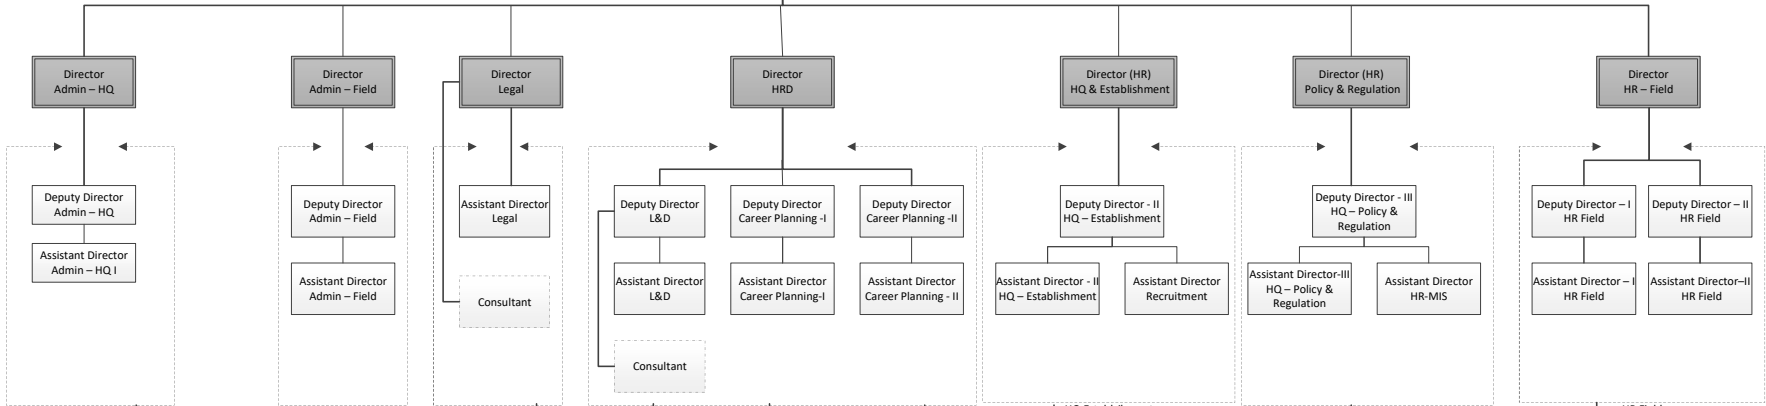 Director
Admin – HQ
Director
Admin – Field
Director
Legal
Director
HRD
Director (HR)
HQ & Establishment
Director (HR)
Policy & Regulation
Director
HR – Field
Deputy Director
Admin – HQ
Assistant Director
Admin – HQ I
Deputy Director
Admin – Field
Assistant Director
Admin – Field
Assistant Director
Legal
Consultant
Deputy Director
L&D
Assistant Director
L&D
Consultant
Deputy Director
Career Planning -I
Assistant Director
Career Planning-I
Deputy Director
Career Planning -II
Assistant Director
Career Planning - II
Deputy Director - II
HQ – Establishment
Assistant Director - II
HQ – Establishment
Assistant Director
Recruitment
Deputy Director - III
HQ – Policy &
Regulation
Assistant Director-III
HQ – Policy &
Regulation
Assistant Director
HR-MIS
Deputy Director – I
HR Field
Assistant Director – I
HR Field
Deputy Director – II
HR Field
Assistant Director–II
HR Field